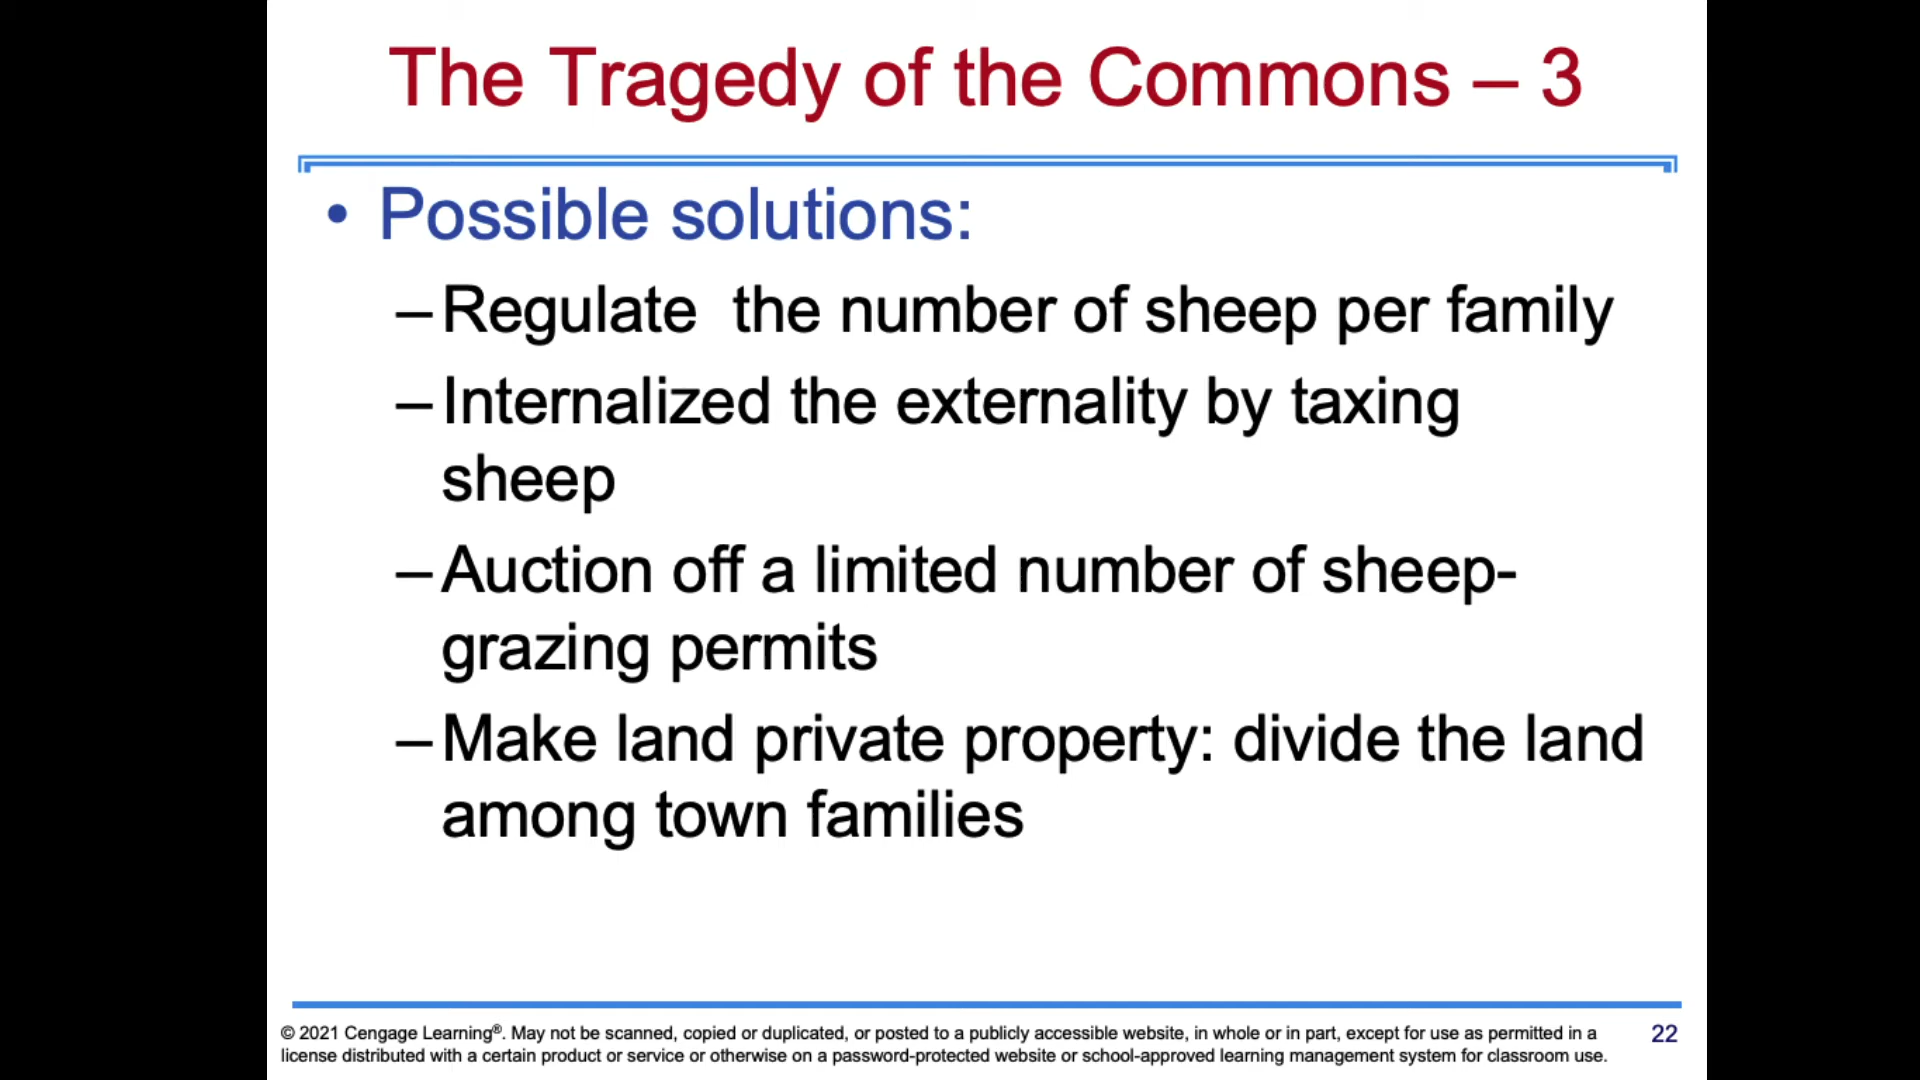 The Tragedy of the Commons – 3
• Possible solutions:
– Regulate  the number of sheep per family
– Internalized the externality by taxing
sheep
– Auction off a limited number of sheep-
grazing permits
– Make land private property: divide the land
among town families
© 2021 Cengage Learning®. May not be scanned, copied or duplicated, or posted to a publicly accessible website, in whole or in part, except for use as permitted in a
license distributed with a certain product or service or otherwise on a password-protected website or school-approved learning management system for classroom use.
22